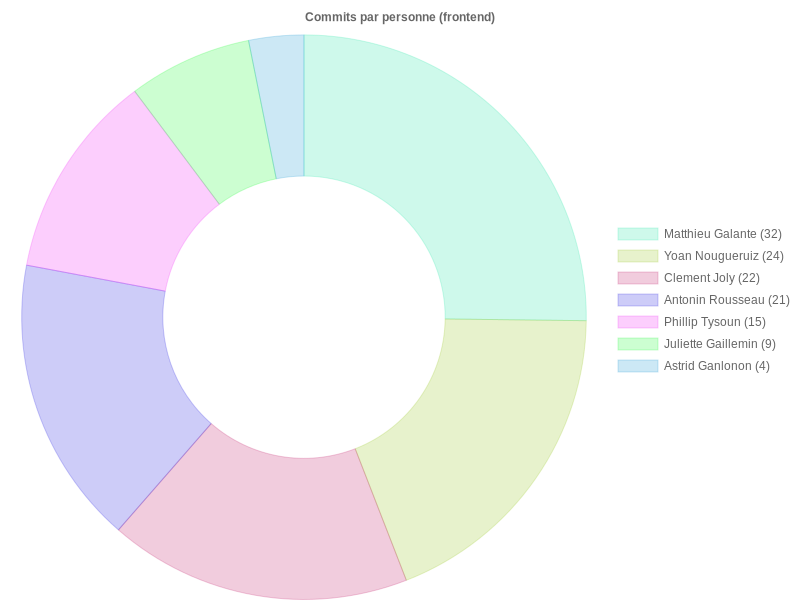 Commits par personne (frontend)
Matthieu Galante (32)
Yoan Nougueruiz (24)
Clement Joly (22)
Antonin Rousseau (21)
Phillip Tysoun (15)
Juliette Gaillemin (9)
Astrid Ganlonon (4)